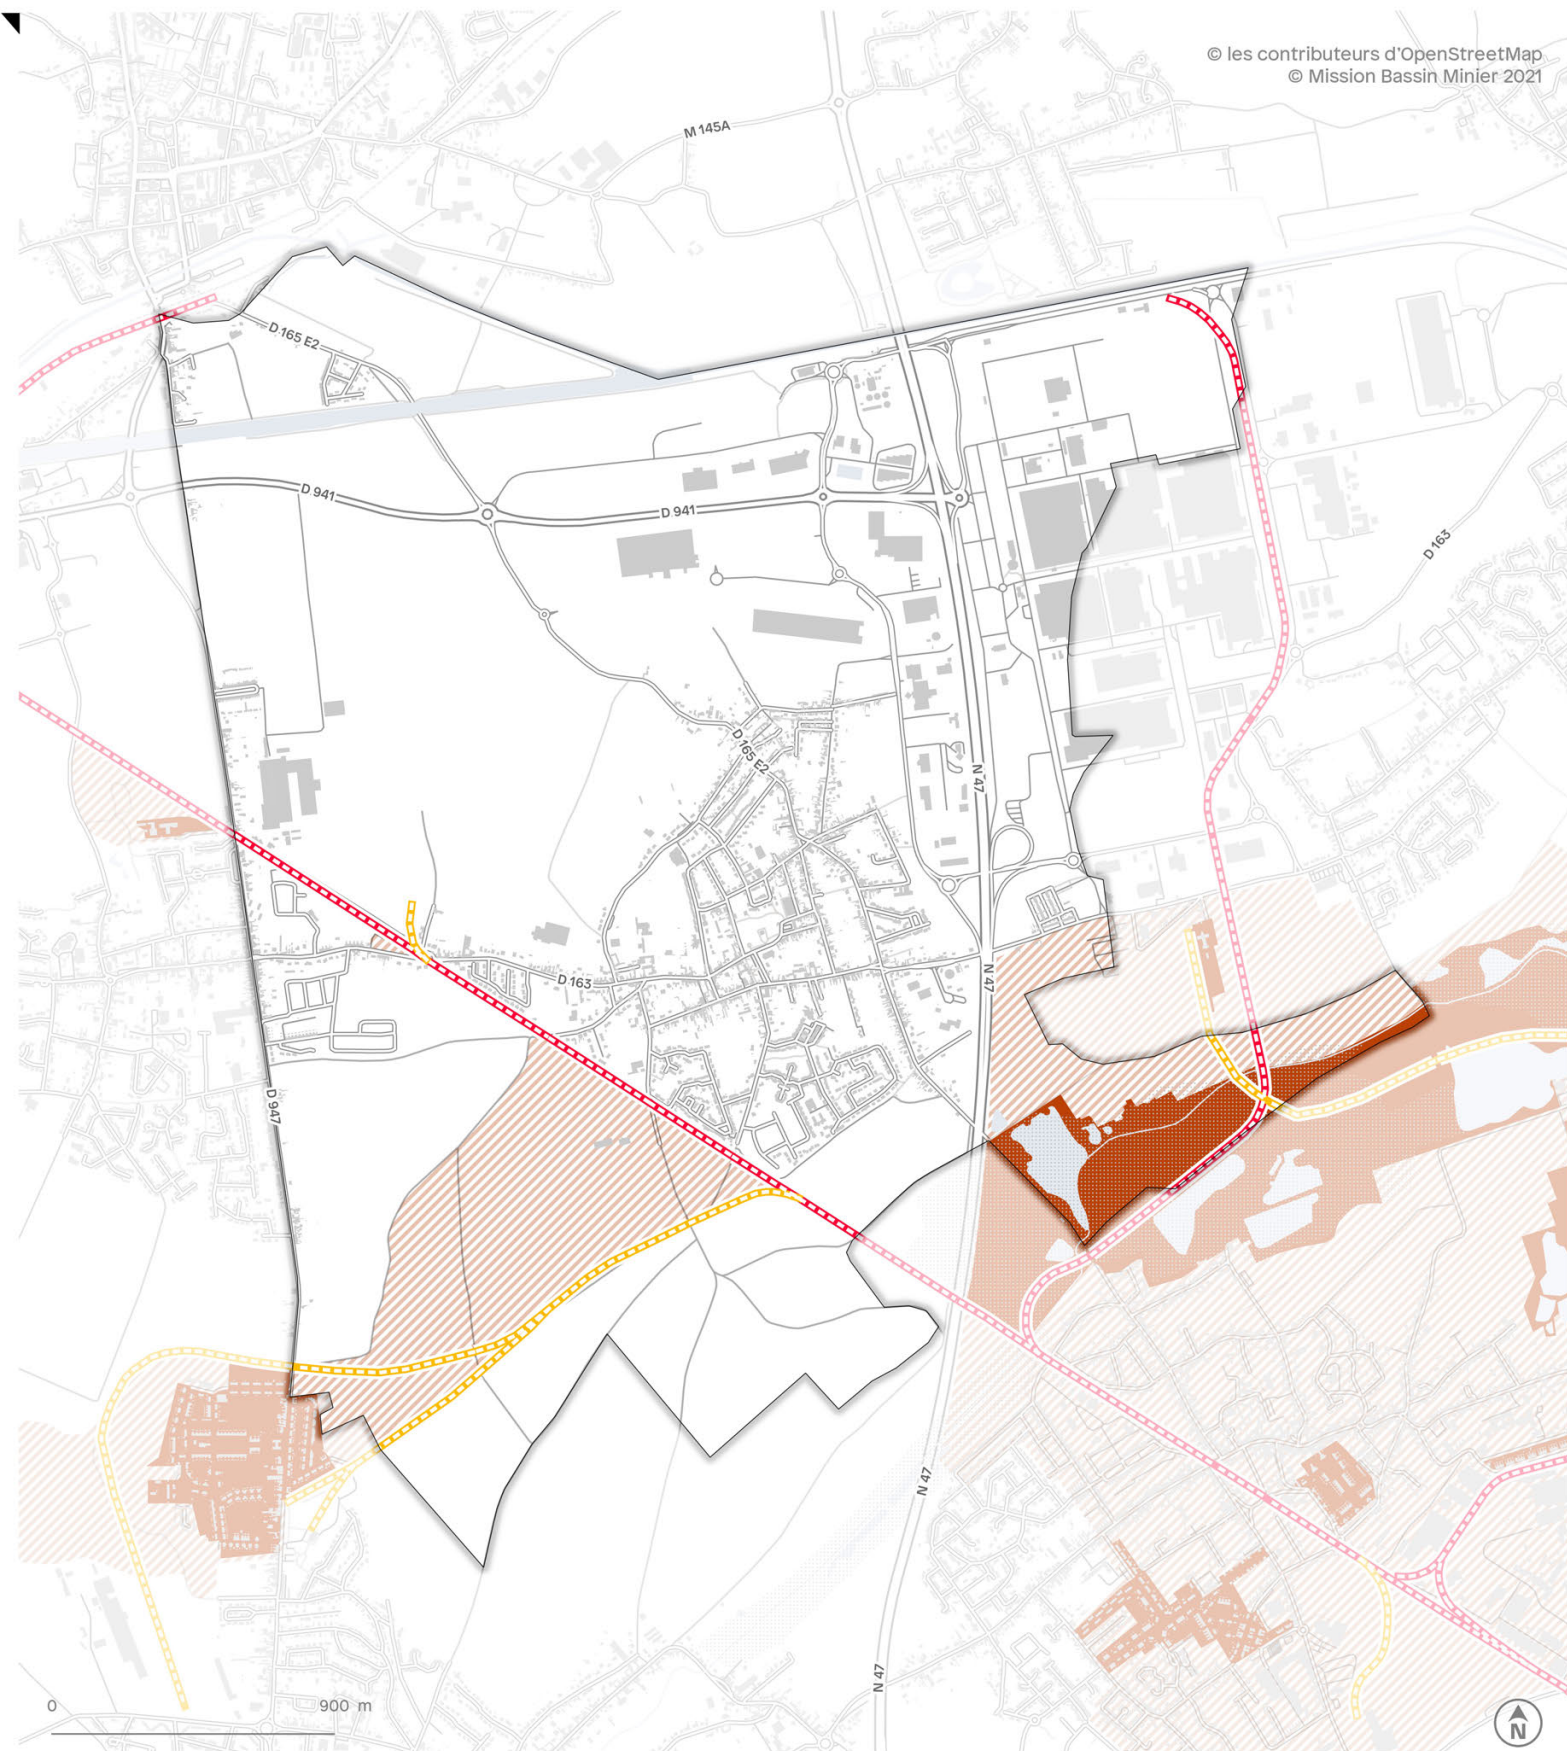 © les contributeurs d'OpenStreetMap
© Mission Bassin Minier 2021
M 145A
D 165 E2
D 941
D 941
D 163
D 165 E2
N 47
D 163
N 47
D 947
N 47
N 47
0 900 m
N